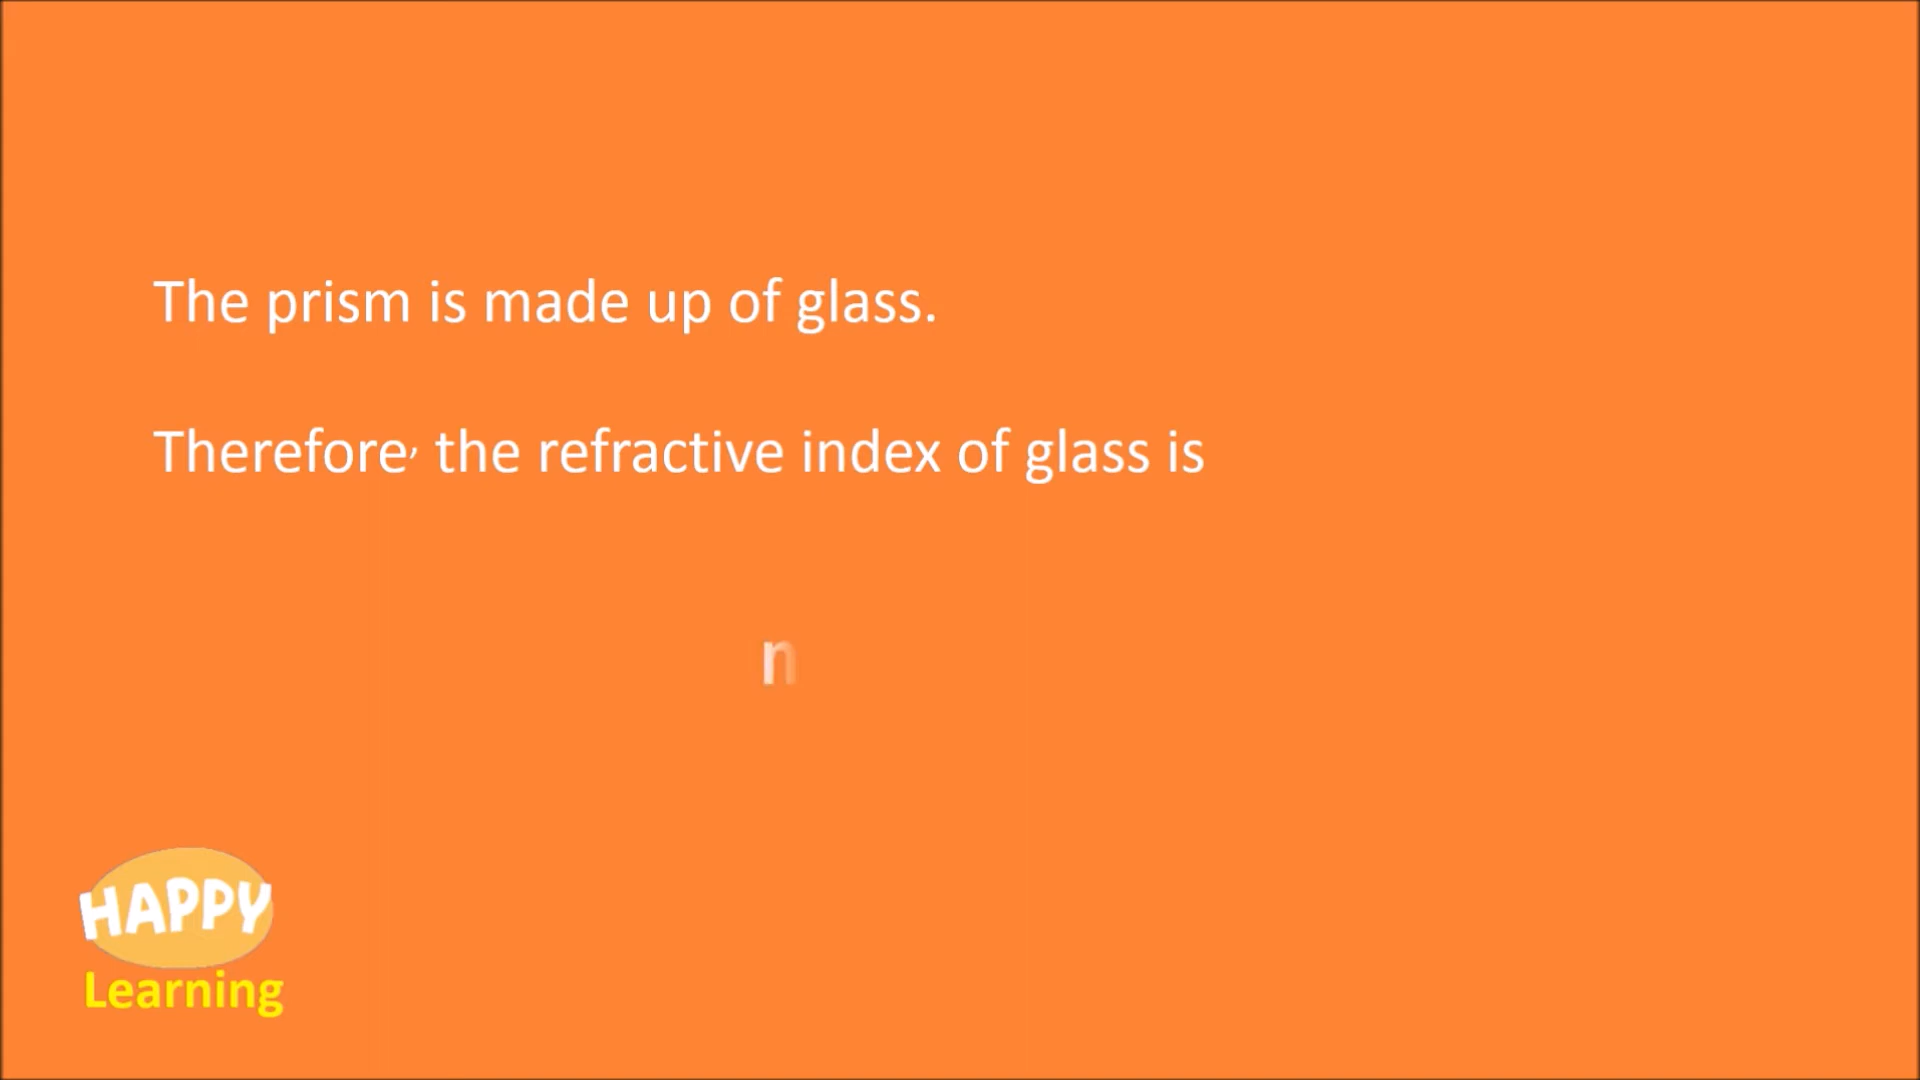 The prism is made up of glass.
Therefore, the refractive index of glass is
n
HAPPY
Learning